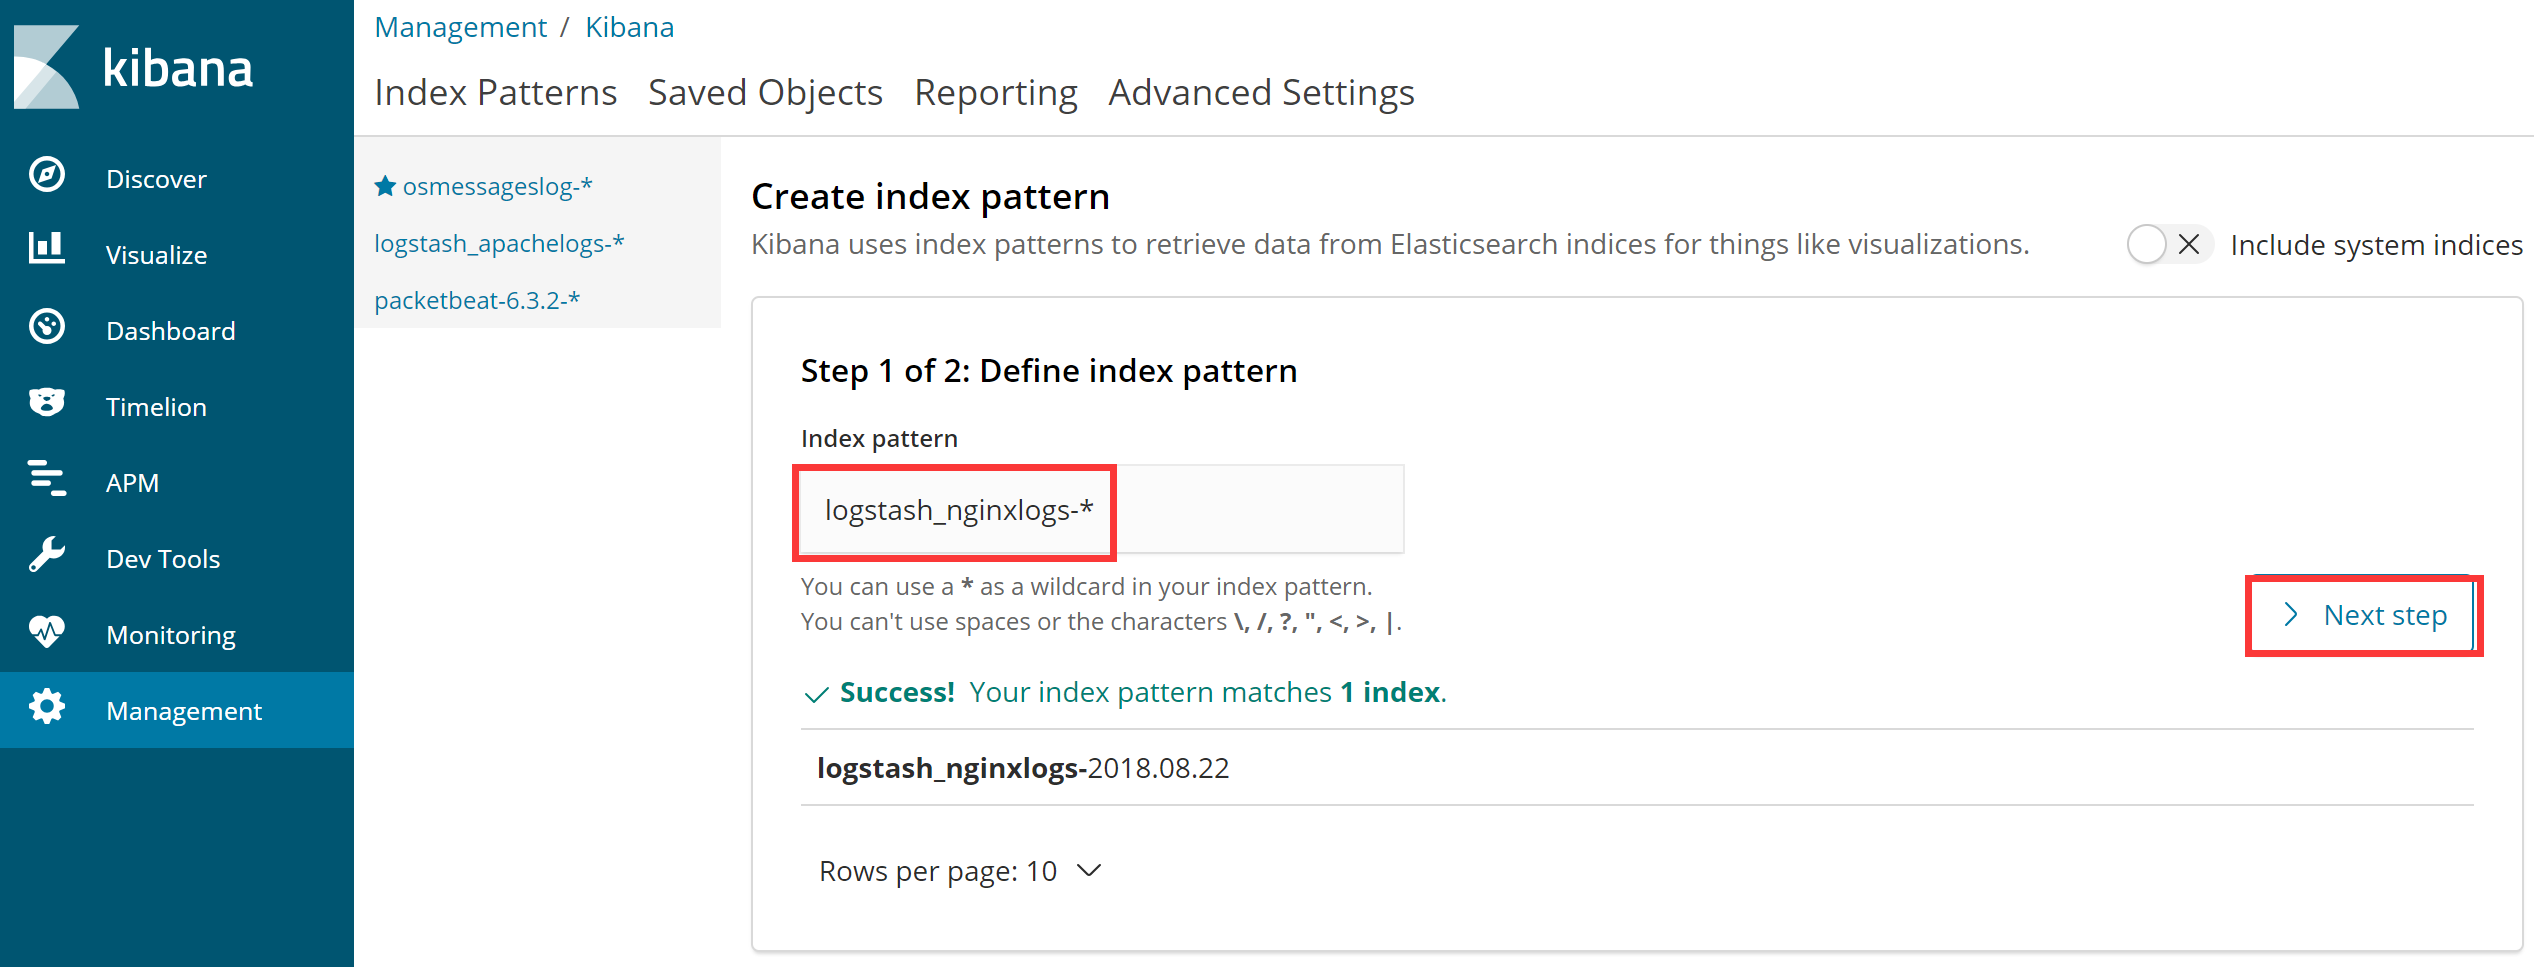 kibana
Discover
Visualize
Dashboard
Timelion
APM
Dev Tools
Monitoring
Management
Management / Kibana
Index Patterns Saved Objects Reporting Advanced Settings
osmessageslog-*
logstash_apachelogs-*
packetbeat-6.3.2-*
Create index pattern
Kibana uses index patterns to retrieve data from Elasticsearch indices for things like visualizations.
Include system indices
Step 1 of 2: Define index pattern
Index pattern
logstash_nginxlogs-*
You can use a * as a wildcard in your index pattern.
You can't use spaces or the characters \, /, ?, ", <, >, |.
Next step
Success! Your index pattern matches 1 index.
logstash_nginxlogs-2018.08.22
Rows per page: 10